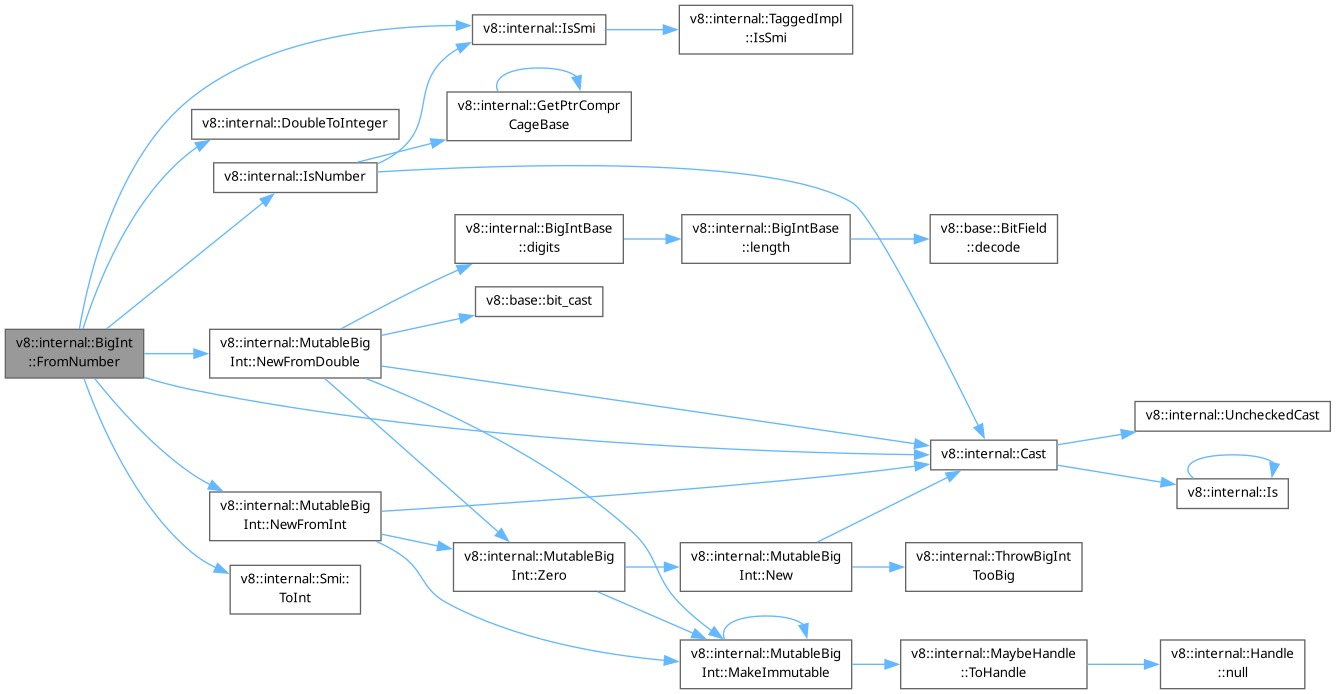 v8::internal::IsSmi
v8::internal::TaggedImpl
::IsSmi
v8::internal::GetPtrCompr
CageBase
v8::internal::DoubleToInteger
v8::internal::IsNumber
v8::internal::BigIntBase
::digits
v8::internal::BigIntBase
::length
v8::base::BitField
::decode
v8::base::bit_cast
v8::internal::BigInt
::FromNumber
v8::internal::MutableBig
Int::NewFromDouble
v8::internal::UncheckedCast
v8::internal::Cast
v8::internal::Is
v8::internal::MutableBig
Int::NewFromInt
v8::internal::MutableBig
Int::Zero
v8::internal::MutableBig
Int::New
v8::internal::ThrowBigInt
TooBig
v8::internal::Smi::
ToInt
v8::internal::MutableBig
Int::MakeImmutable
v8::internal::MaybeHandle
::ToHandle
v8::internal::Handle
::null